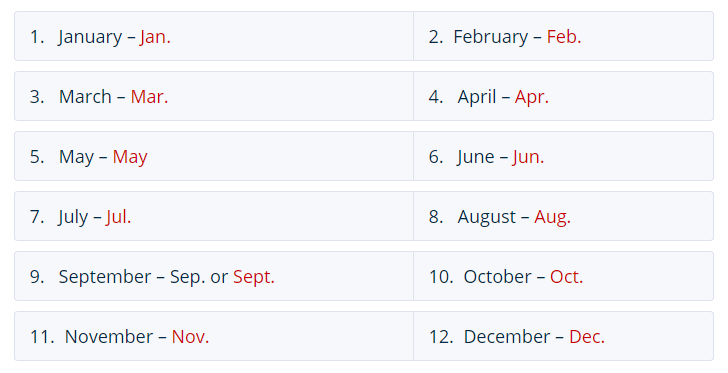 1. January – Jan.
2. February – Feb.
3. March – Mar.
4. April – Apr.
5. May – May
6. June – Jun.
7. July – Jul.
8. August – Aug.
9. September – Sep. or Sept.
10. October – Oct.
11. November – Nov.
12. December – Dec.